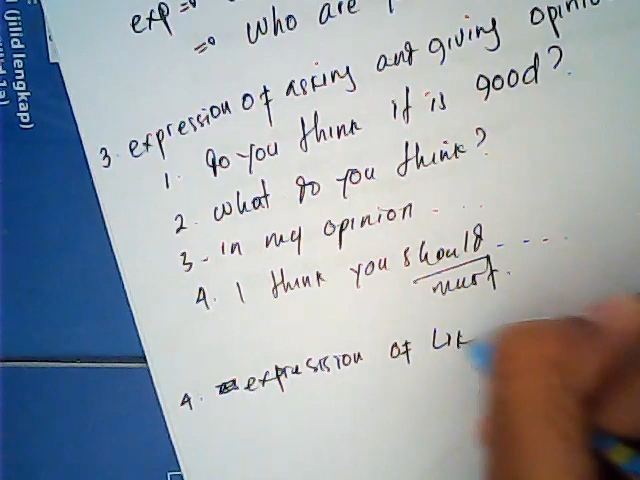 (jilid lengkap)
exp =>
=> Who are
3. expression of asking and giving opinio
1. do you think it is good?
2. what do you think?
3. in my opinion . . .
4. I think you should . . . .
must.
4. expression of Lik